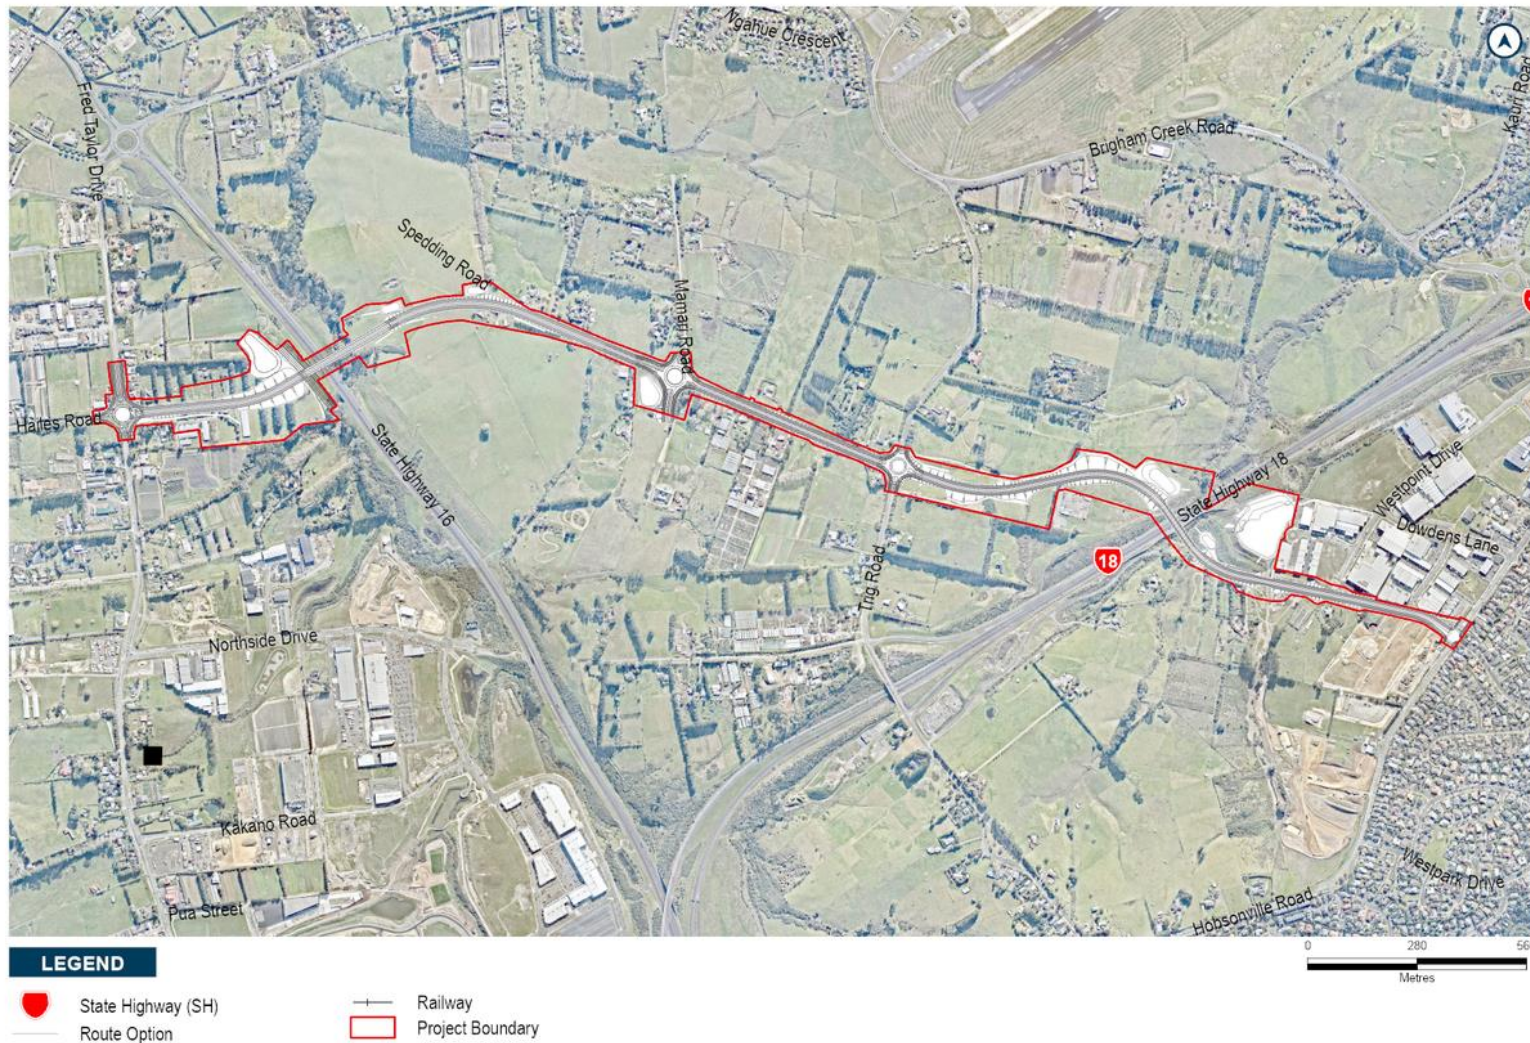 Ngahue Crescent
Kauri Road
Fred Taylor Drive
Brigham Creek Road
Spedding Road
Mamari Road
Hailes Road
State Highway 16
State Highway 18
Westpoint Drive
Dowdens Lane
18
Trig Road
Northside Drive
Kakano Road
Westpark Drive
Pua Street
Hobsonville Road
0 280 56
Metres
LEGEND
State Highway (SH)
Railway
Route Option
Project Boundary